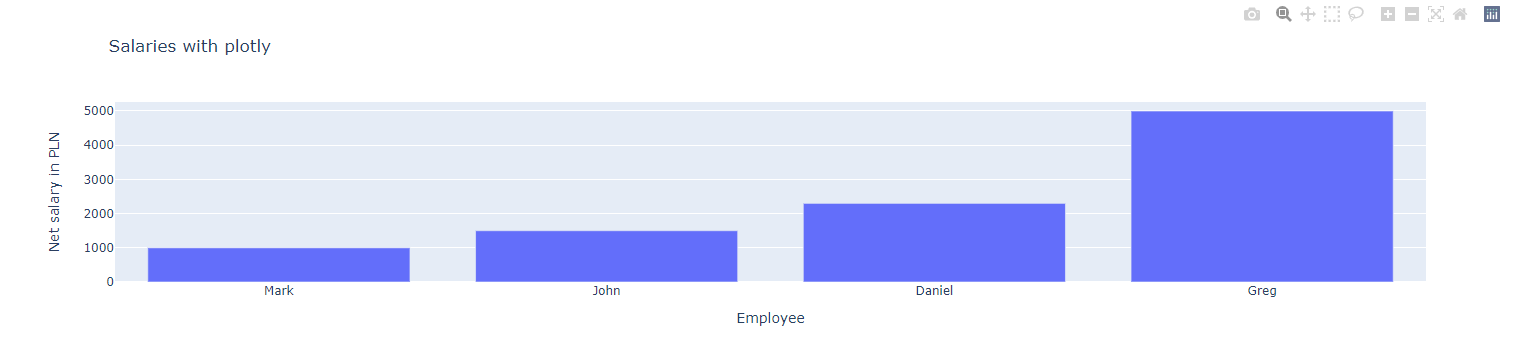 Salaries with plotly
Net salary in PLN
5000
4000
3000
2000
1000
0
Mark
John
Daniel
Greg
Employee